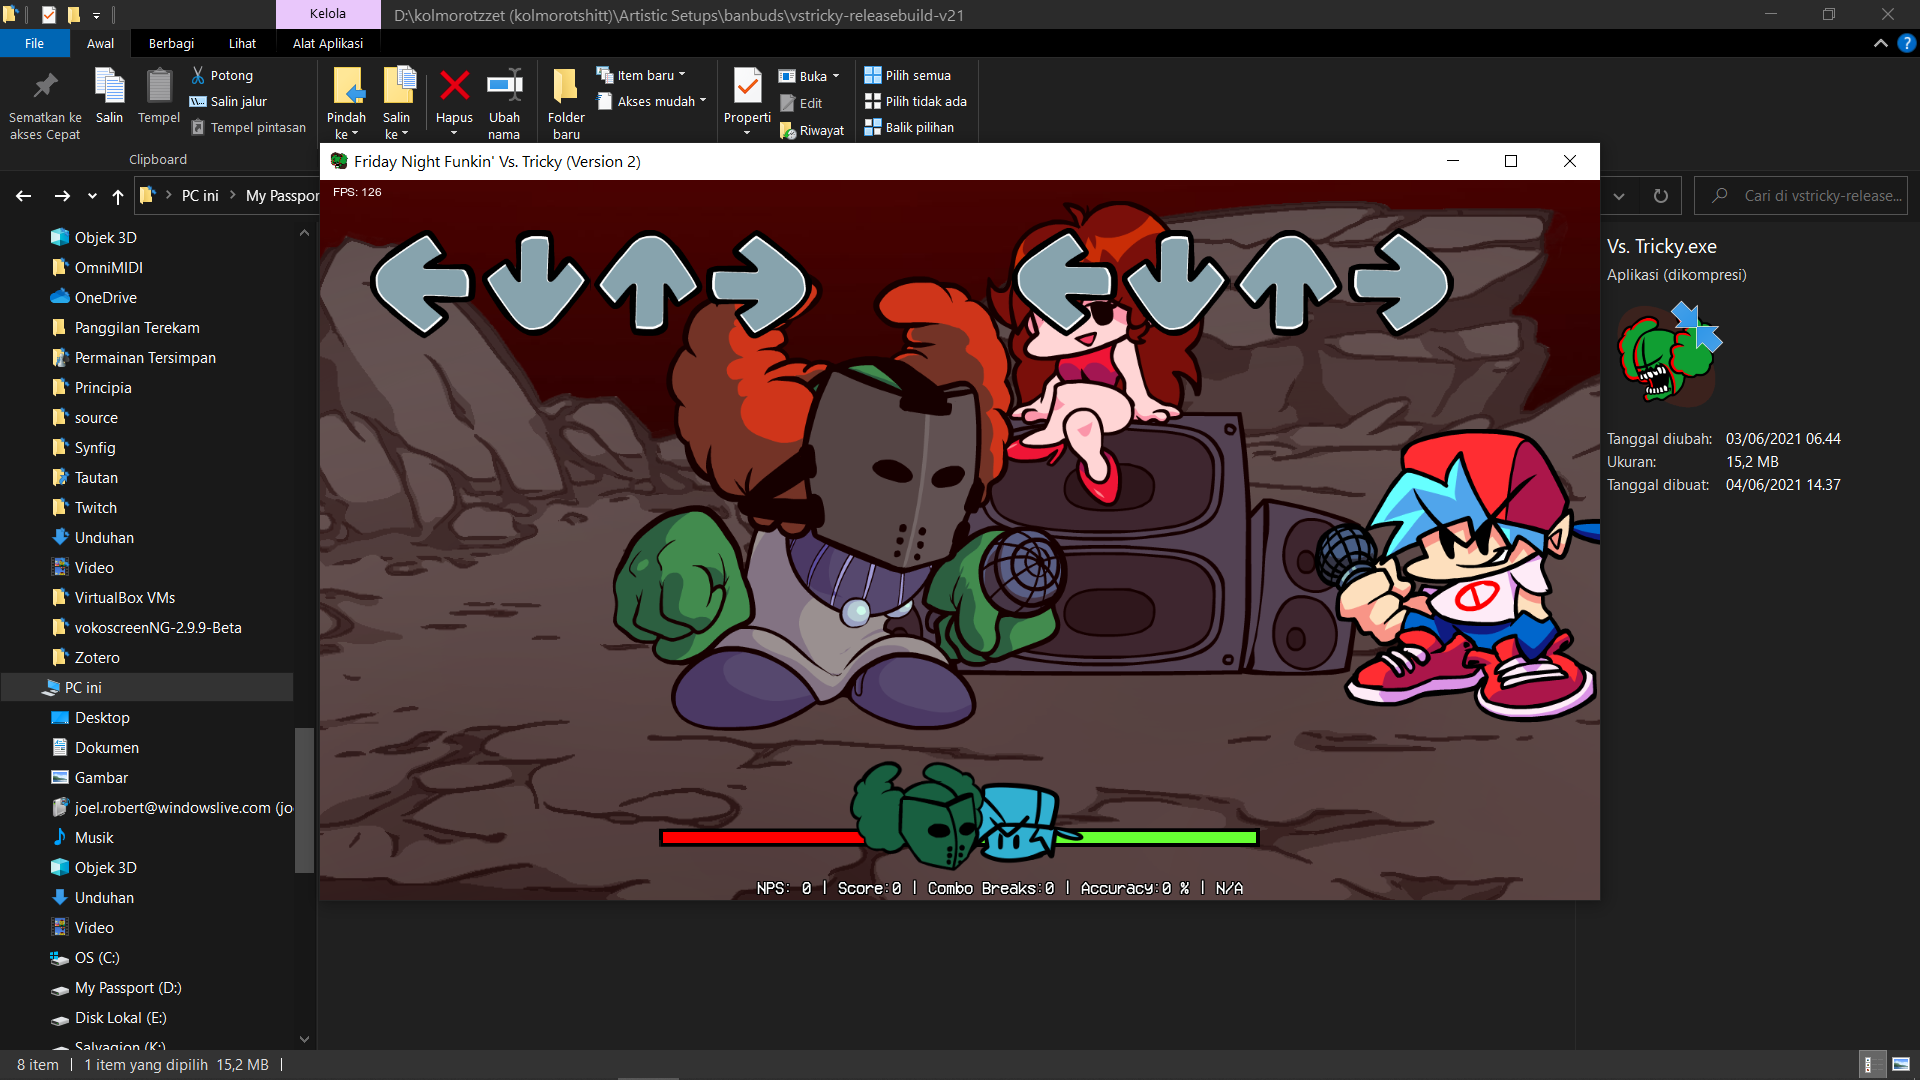 Kelola
D:\kolmorotzzet (kolmorotshitt)\Artistic Setups\banbuds\vstricky-releasebuild-v21
File
Awal
Berbagi
Lihat
Alat Aplikasi
Sematkan ke
akses Cepat
Salin
Tempel
Potong
Salin jalur
Tempel pintasan
Clipboard
Pindah
ke
Salin
ke
Hapus
Ubah
nama
Folder
baru
Item baru
Akses mudah
Properti
Buka
Edit
Riwayat
Pilih semua
Pilih tidak ada
Balik pilihan
PC ini
My Passpor
Cari di vstricky-release...
Friday Night Funkin' Vs. Tricky (Version 2)
FPS: 126
NPS: 0 | Score:0 | Combo Breaks:0 | Accuracy:0 % | N/A
Objek 3D
OmniMIDI
OneDrive
Panggilan Terekam
Permainan Tersimpan
Principia
source
Synfig
Tautan
Twitch
Unduhan
Video
VirtualBox VMs
vokoscreenNG-2.9.9-Beta
Zotero
PC ini
Desktop
Dokumen
Gambar
joel.robert@windowslive.com (jo
Musik
Objek 3D
Unduhan
Video
OS (C:)
My Passport (D:)
Disk Lokal (E:)
Salvagion (K:)
Vs. Tricky.exe
Aplikasi (dikompresi)
Tanggal diubah: 03/06/2021 06.44
Ukuran: 15,2 MB
Tanggal dibuat: 04/06/2021 14.37
8 item
1 item yang dipilih 15,2 MB